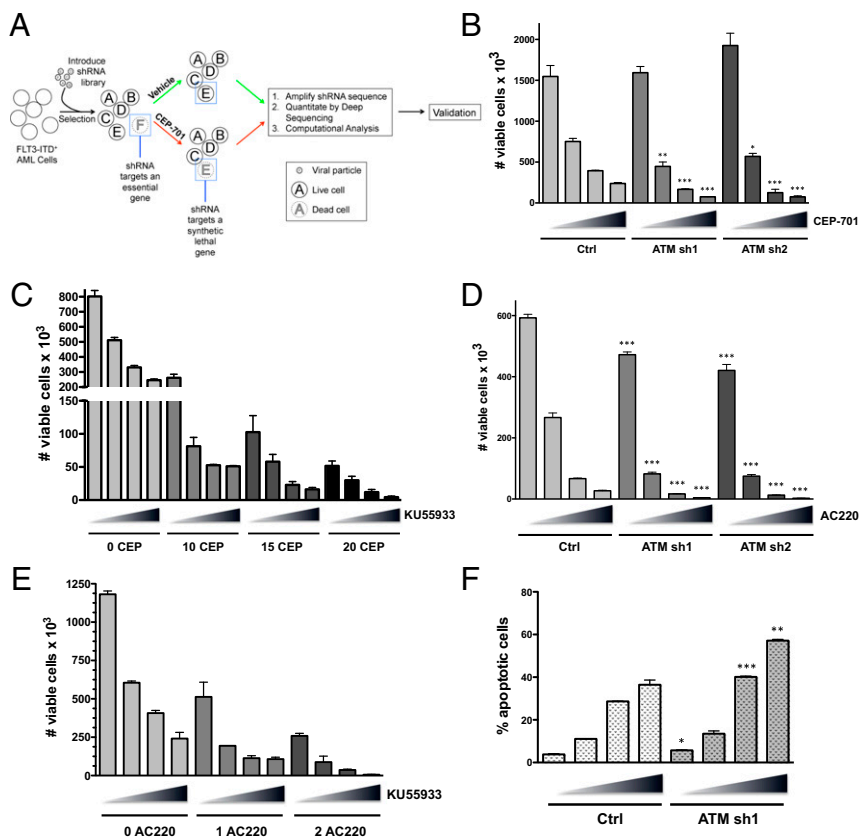 A
Introduce
shRNA
library
Selection
FLT3-ITD+
AML Cells
A B
C D
E F
shRNA
targets an
essential
gene
Vehicle
CEP-701
A B
C D
E
A B
C D
E
shRNA
targets a
synthetic
lethal
gene
1. Amplify shRNA sequence
2. Quantitate by Deep
Sequencing
3. Computational Analysis
Validation
Viral particle
A Live cell
A Dead cell
B
# viable cells x 10³
2000
1500
1000
500
0
** *** ***
* *** ***
CEP-701
Ctrl ATM sh1 ATM sh2
C
# viable cells x 10³
800
700
600
500
400
300
200
150
100
50
0
KU55933
0 CEP 10 CEP 15 CEP 20 CEP
D
# viable cells x 10³
600
400
200
0
*** *** *** ***
*** *** *** ***
AC220
Ctrl ATM sh1 ATM sh2
E
# viable cells x 10³
1250
1000
750
500
250
0
KU55933
0 AC220 1 AC220 2 AC220
F
% apoptotic cells
80
60
40
20
0
* *** **
Ctrl ATM sh1